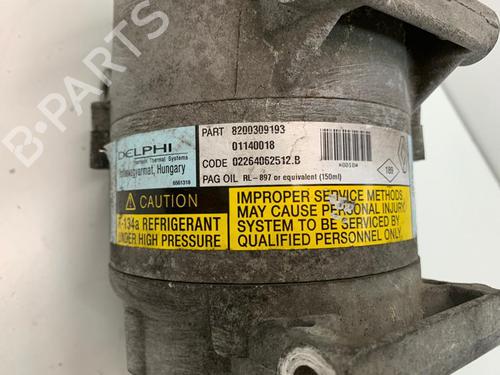 B-PARTS
DELPHI
Thermal Systems
Hungary
6561318
PART 8200309193
01140018
CODE 02264062512.B
PAG OIL RL-897 or equivalent (150ml)
189
CAUTION
R-134a REFRIGERANT
UNDER HIGH PRESSURE
IMPROPER SERVICE METHODS
MAY CAUSE PERSONAL INJURY.
SYSTEM TO BE SERVICED BY
QUALIFIED PERSONNEL ONLY.